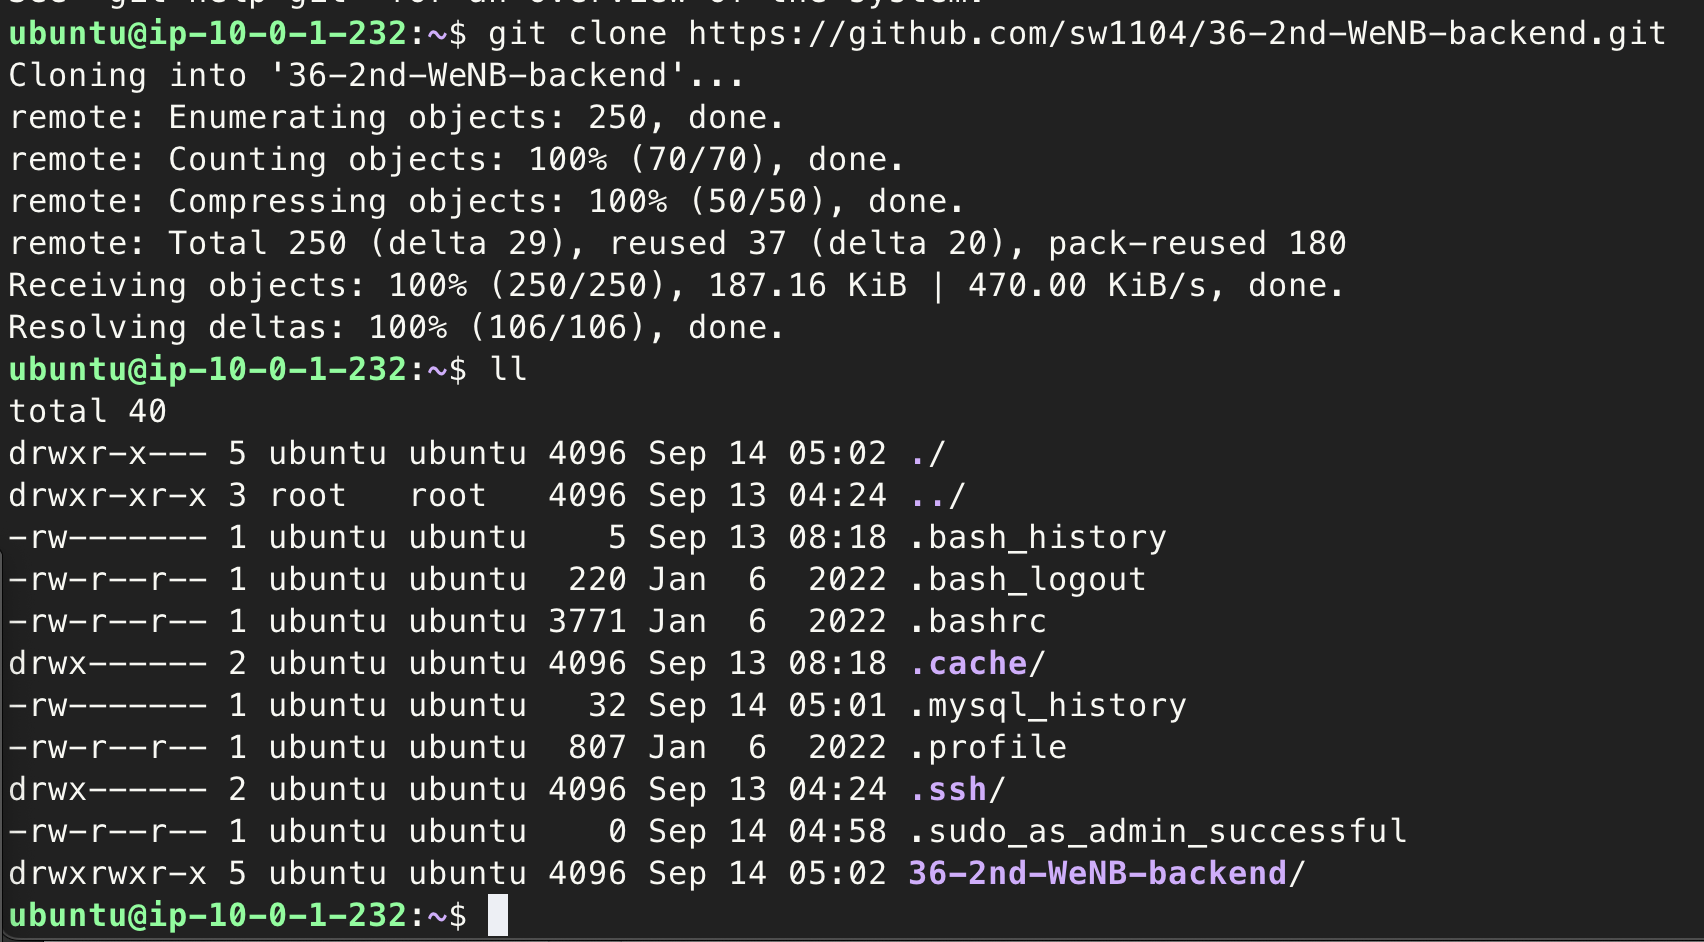 see 'git help git' for an overview of the system.
ubuntu@ip-10-0-1-232:~$ git clone https://github.com/sw1104/36-2nd-WeNB-backend.git
Cloning into '36-2nd-WeNB-backend'...
remote: Enumerating objects: 250, done.
remote: Counting objects: 100% (70/70), done.
remote: Compressing objects: 100% (50/50), done.
remote: Total 250 (delta 29), reused 37 (delta 20), pack-reused 180
Receiving objects: 100% (250/250), 187.16 KiB | 470.00 KiB/s, done.
Resolving deltas: 100% (106/106), done.
ubuntu@ip-10-0-1-232:~$ ll
total 40
drwxr-x--- 5 ubuntu ubuntu 4096 Sep 14 05:02 ./
drwxr-xr-x 3 root   root   4096 Sep 13 04:24 ../
-rw------- 1 ubuntu ubuntu    5 Sep 13 08:18 .bash_history
-rw-r--r-- 1 ubuntu ubuntu  220 Jan  6  2022 .bash_logout
-rw-r--r-- 1 ubuntu ubuntu 3771 Jan  6  2022 .bashrc
drwx------ 2 ubuntu ubuntu 4096 Sep 13 08:18 .cache/
-rw------- 1 ubuntu ubuntu   32 Sep 14 05:01 .mysql_history
-rw-r--r-- 1 ubuntu ubuntu  807 Jan  6  2022 .profile
drwx------ 2 ubuntu ubuntu 4096 Sep 13 04:24 .ssh/
-rw-r--r-- 1 ubuntu ubuntu    0 Sep 14 04:58 .sudo_as_admin_successful
drwxrwxr-x 5 ubuntu ubuntu 4096 Sep 14 05:02 36-2nd-WeNB-backend/
ubuntu@ip-10-0-1-232:~$